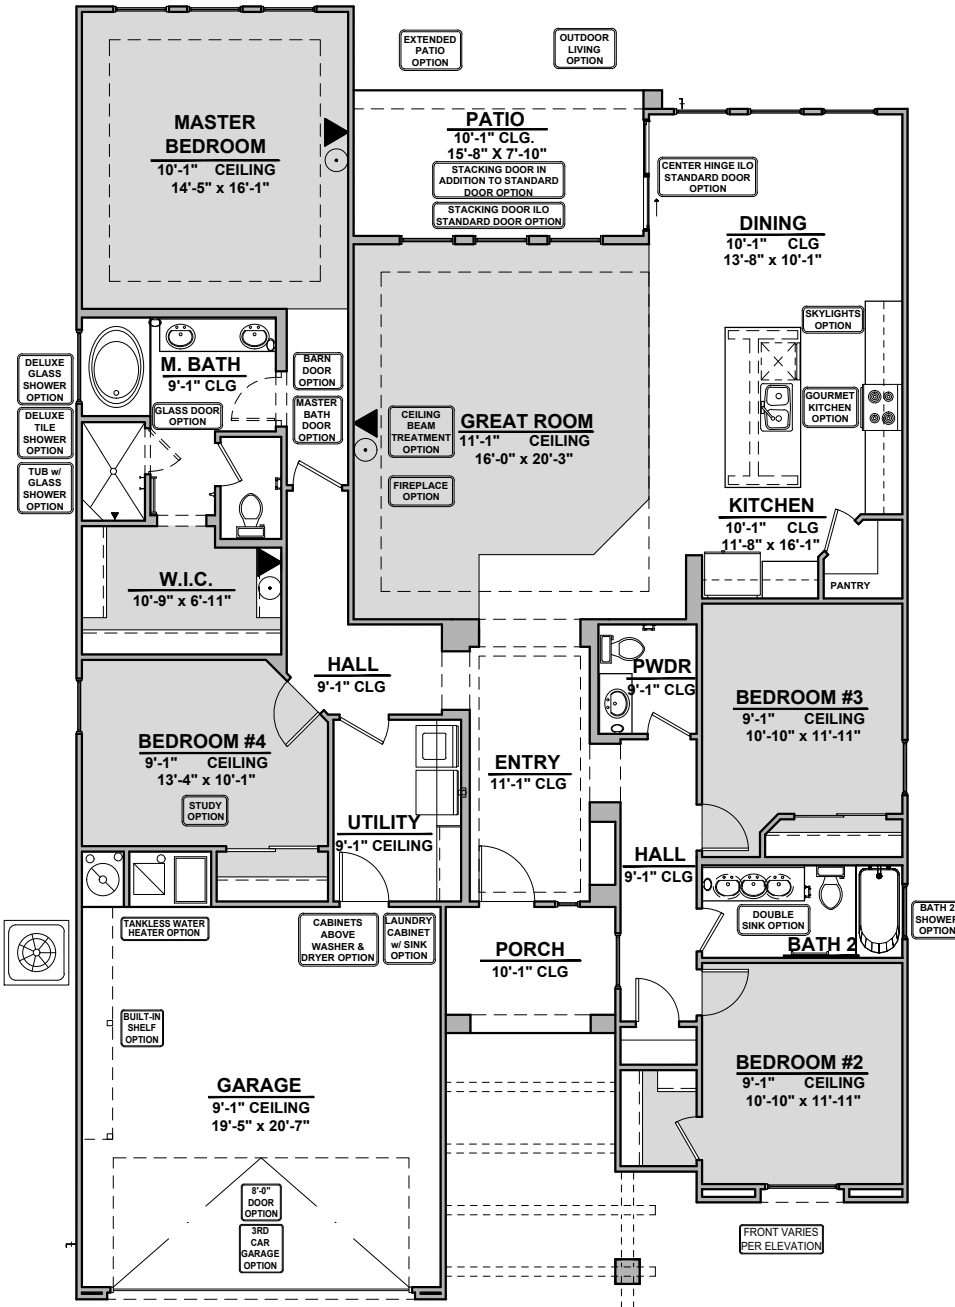 EXTENDED
PATIO
OPTION
OUTDOOR
LIVING
OPTION
MASTER
BEDROOM
10'-1" CEILING
14'-5" x 16'-1"
PATIO
10'-1" CLG.
15'-8" X 7'-10"
STACKING DOOR IN
ADDITION TO STANDARD
DOOR OPTION
STACKING DOOR ILO
STANDARD DOOR OPTION
CENTER HINGE ILO
STANDARD DOOR
OPTION
DINING
10'-1" CLG
13'-8" x 10'-1"
SKYLIGHTS
OPTION
M. BATH
9'-1" CLG
DELUXE
GLASS
SHOWER
OPTION
DELUXE
TILE
SHOWER
OPTION
TUB w/
GLASS
SHOWER
OPTION
GLASS DOOR
OPTION
BARN
DOOR
OPTION
MASTER
BATH
DOOR
OPTION
CEILING
BEAM
TREATMENT
OPTION
GREAT ROOM
11'-1" CEILING
16'-0" x 20'-3"
FIREPLACE
OPTION
GOURMET
KITCHEN
OPTION
KITCHEN
10'-1" CLG
11'-8" x 16'-1"
PANTRY
W.I.C.
10'-9" x 6'-11"
HALL
9'-1" CLG
PWDR
9'-1" CLG
BEDROOM #3
9'-1" CEILING
10'-10" x 11'-11"
BEDROOM #4
9'-1" CEILING
13'-4" x 10'-1"
STUDY
OPTION
ENTRY
11'-1" CLG
UTILITY
9'-1" CEILING
HALL
9'-1" CLG
TANKLESS WATER
HEATER OPTION
CABINETS
ABOVE
WASHER &
DRYER OPTION
LAUNDRY
CABINET
w/ SINK
OPTION
PORCH
10'-1" CLG
DOUBLE
SINK OPTION
BATH 2
BATH 2
SHOWER
OPTION
BUILT-IN
SHELF
OPTION
GARAGE
9'-1" CEILING
19'-5" x 20'-7"
BEDROOM #2
9'-1" CEILING
10'-10" x 11'-11"
8'-0"
DOOR
OPTION
3RD
CAR
GARAGE
OPTION
FRONT VARIES
PER ELEVATION